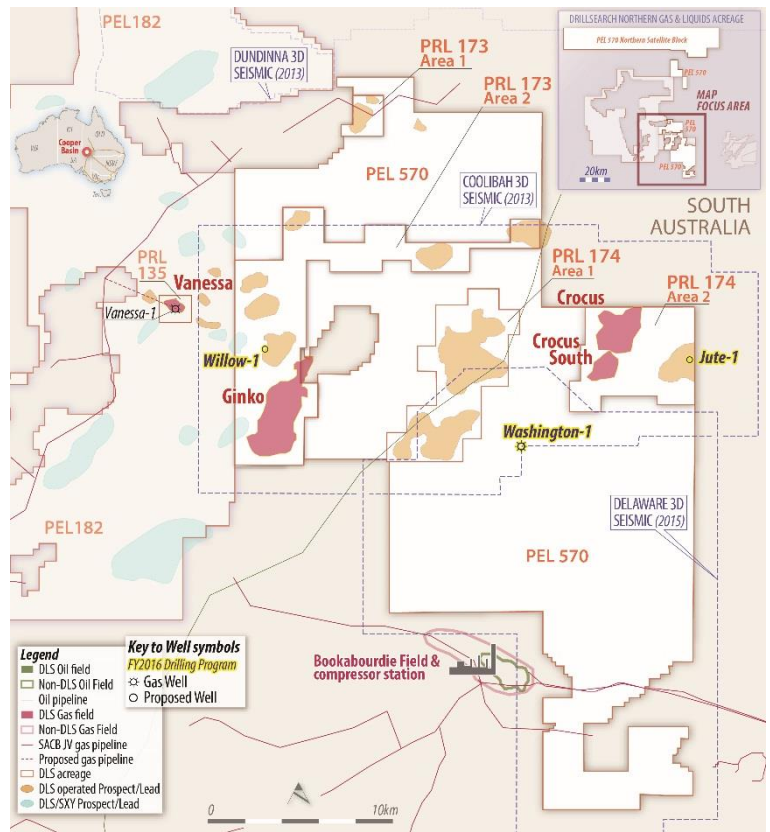 PEL182
DRILLSEARCH NORTHERN GAS & LIQUIDS ACREAGE
PEL 570 Northern Satellite Block
PEL 570
MAP
FOCUS AREA
PEL
570
PEL 570
20km
DUNDINNA 3D
SEISMIC (2013)
PRL 173
Area 1
PRL 173
Area 2
Cooper
Basin
PEL 570
COOLIBAH 3D
SEISMIC (2013)
SOUTH
AUSTRALIA
PRL
135
Vanessa
Vanessa-1
PRL 174
Area 1
Crocus
PRL 174
Area 2
Willow-1
Crocus
South
Jute-1
Ginko
Washington-1
DELAWARE 3D
SEISMIC (2015)
PEL182
PEL 570
Bookabourdie Field &
compressor station
Legend
DLS Oil field
Non-DLS Oil Field
Oil pipeline
DLS Gas field
Non-DLS Gas Field
SACB JV gas pipeline
Proposed gas pipeline
DLS acreage
DLS operated Prospect/Lead
DLS/SXY Prospect/Lead
Key to Well symbols
FY2016 Drilling Program
Gas Well
Proposed Well
0 10km